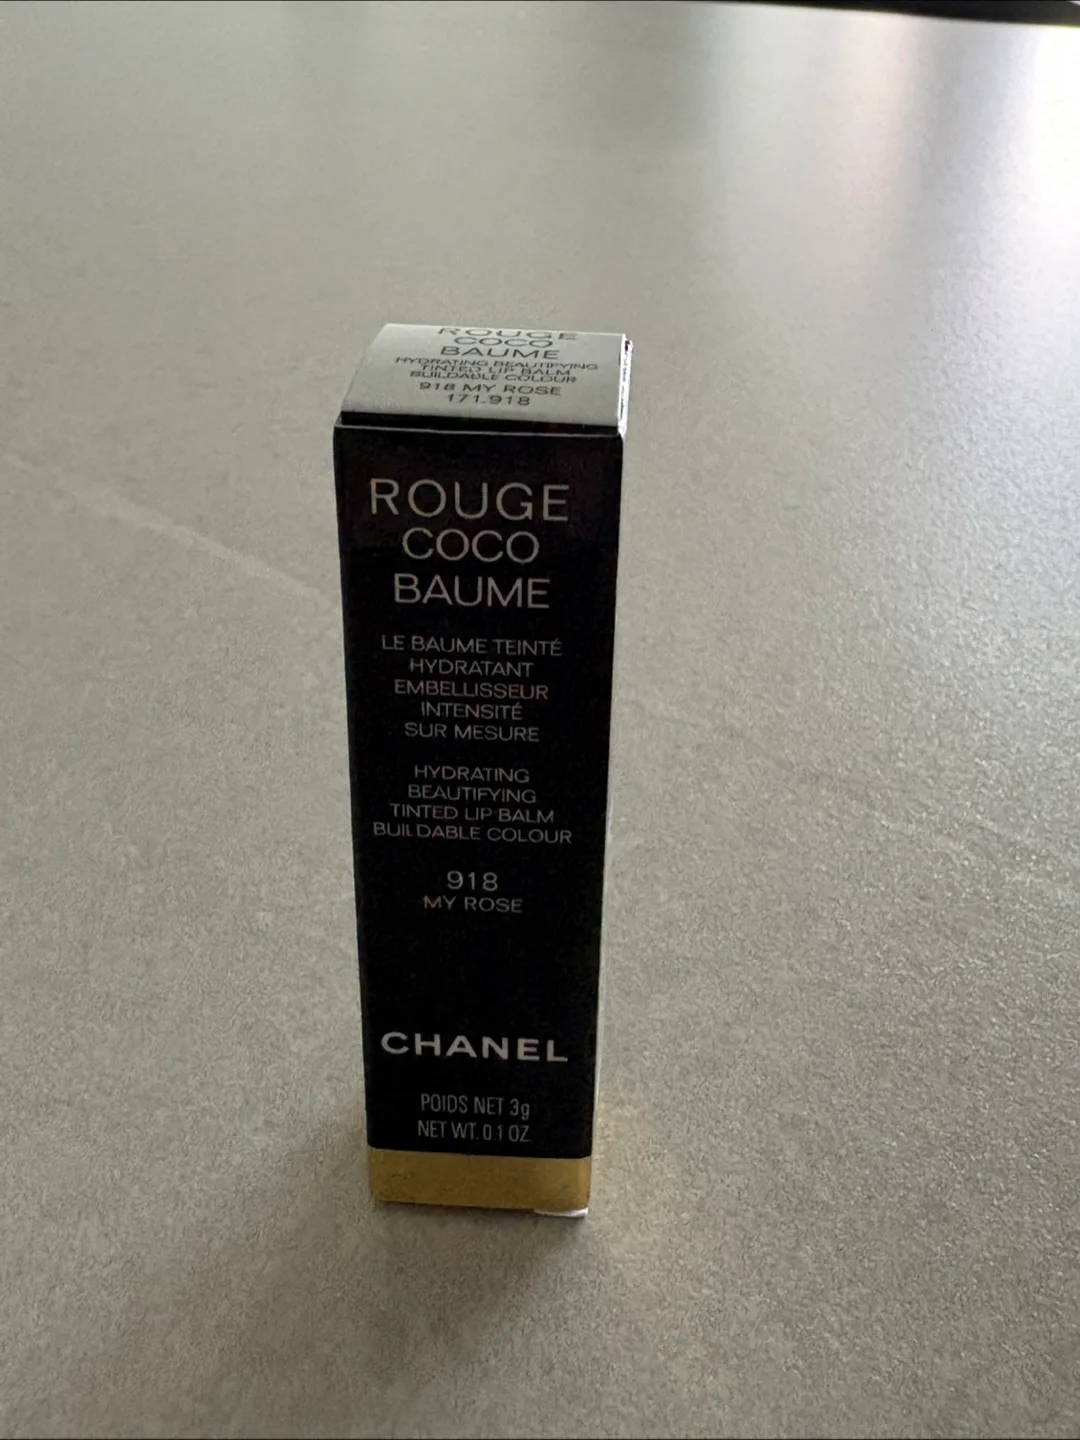 ROUGE
COCO
BAUME
HYDRATING BEAUTIFYING
TINTED LIP BALM
BUILDABLE COLOUR
918 MY ROSE
171.918
ROUGE
COCO
BAUME
LE BAUME TEINTÉ
HYDRATANT
EMBELLISSEUR
INTENSITÉ
SUR MESURE
HYDRATING
BEAUTIFYING
TINTED LIP BALM
BUILDABLE COLOUR
918
MY ROSE
CHANEL
POIDS NET 3g
NET WT. 0.1 OZ.